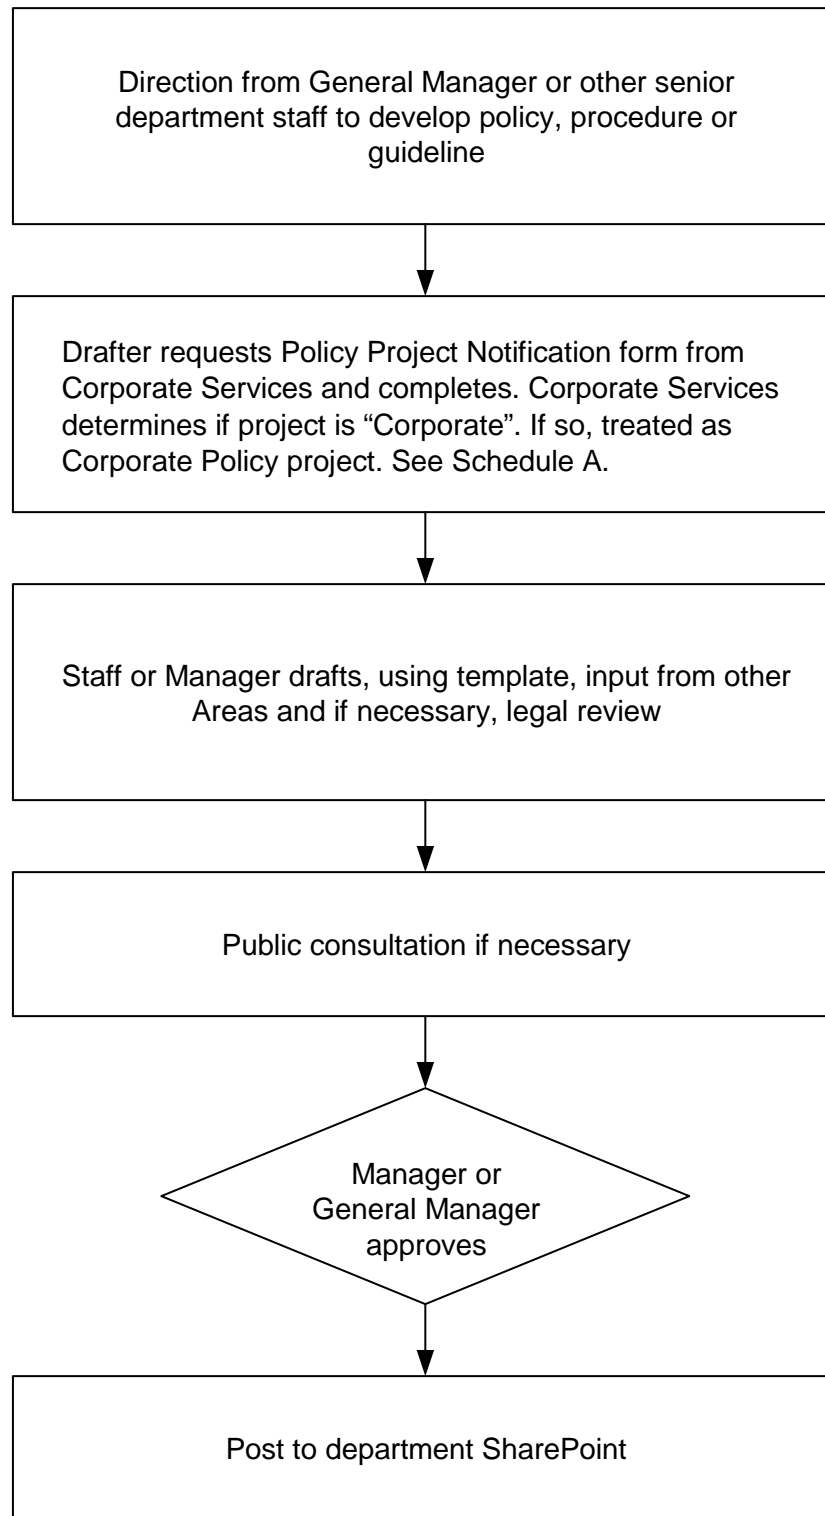 Direction from General Manager or other senior
department staff to develop policy, procedure or
guideline
Drafter requests Policy Project Notification form from
Corporate Services and completes. Corporate Services
determines if project is “Corporate”. If so, treated as
Corporate Policy project. See Schedule A.
Staff or Manager drafts, using template, input from other
Areas and if necessary, legal review
Public consultation if necessary
Manager or
General Manager
approves
Post to department SharePoint